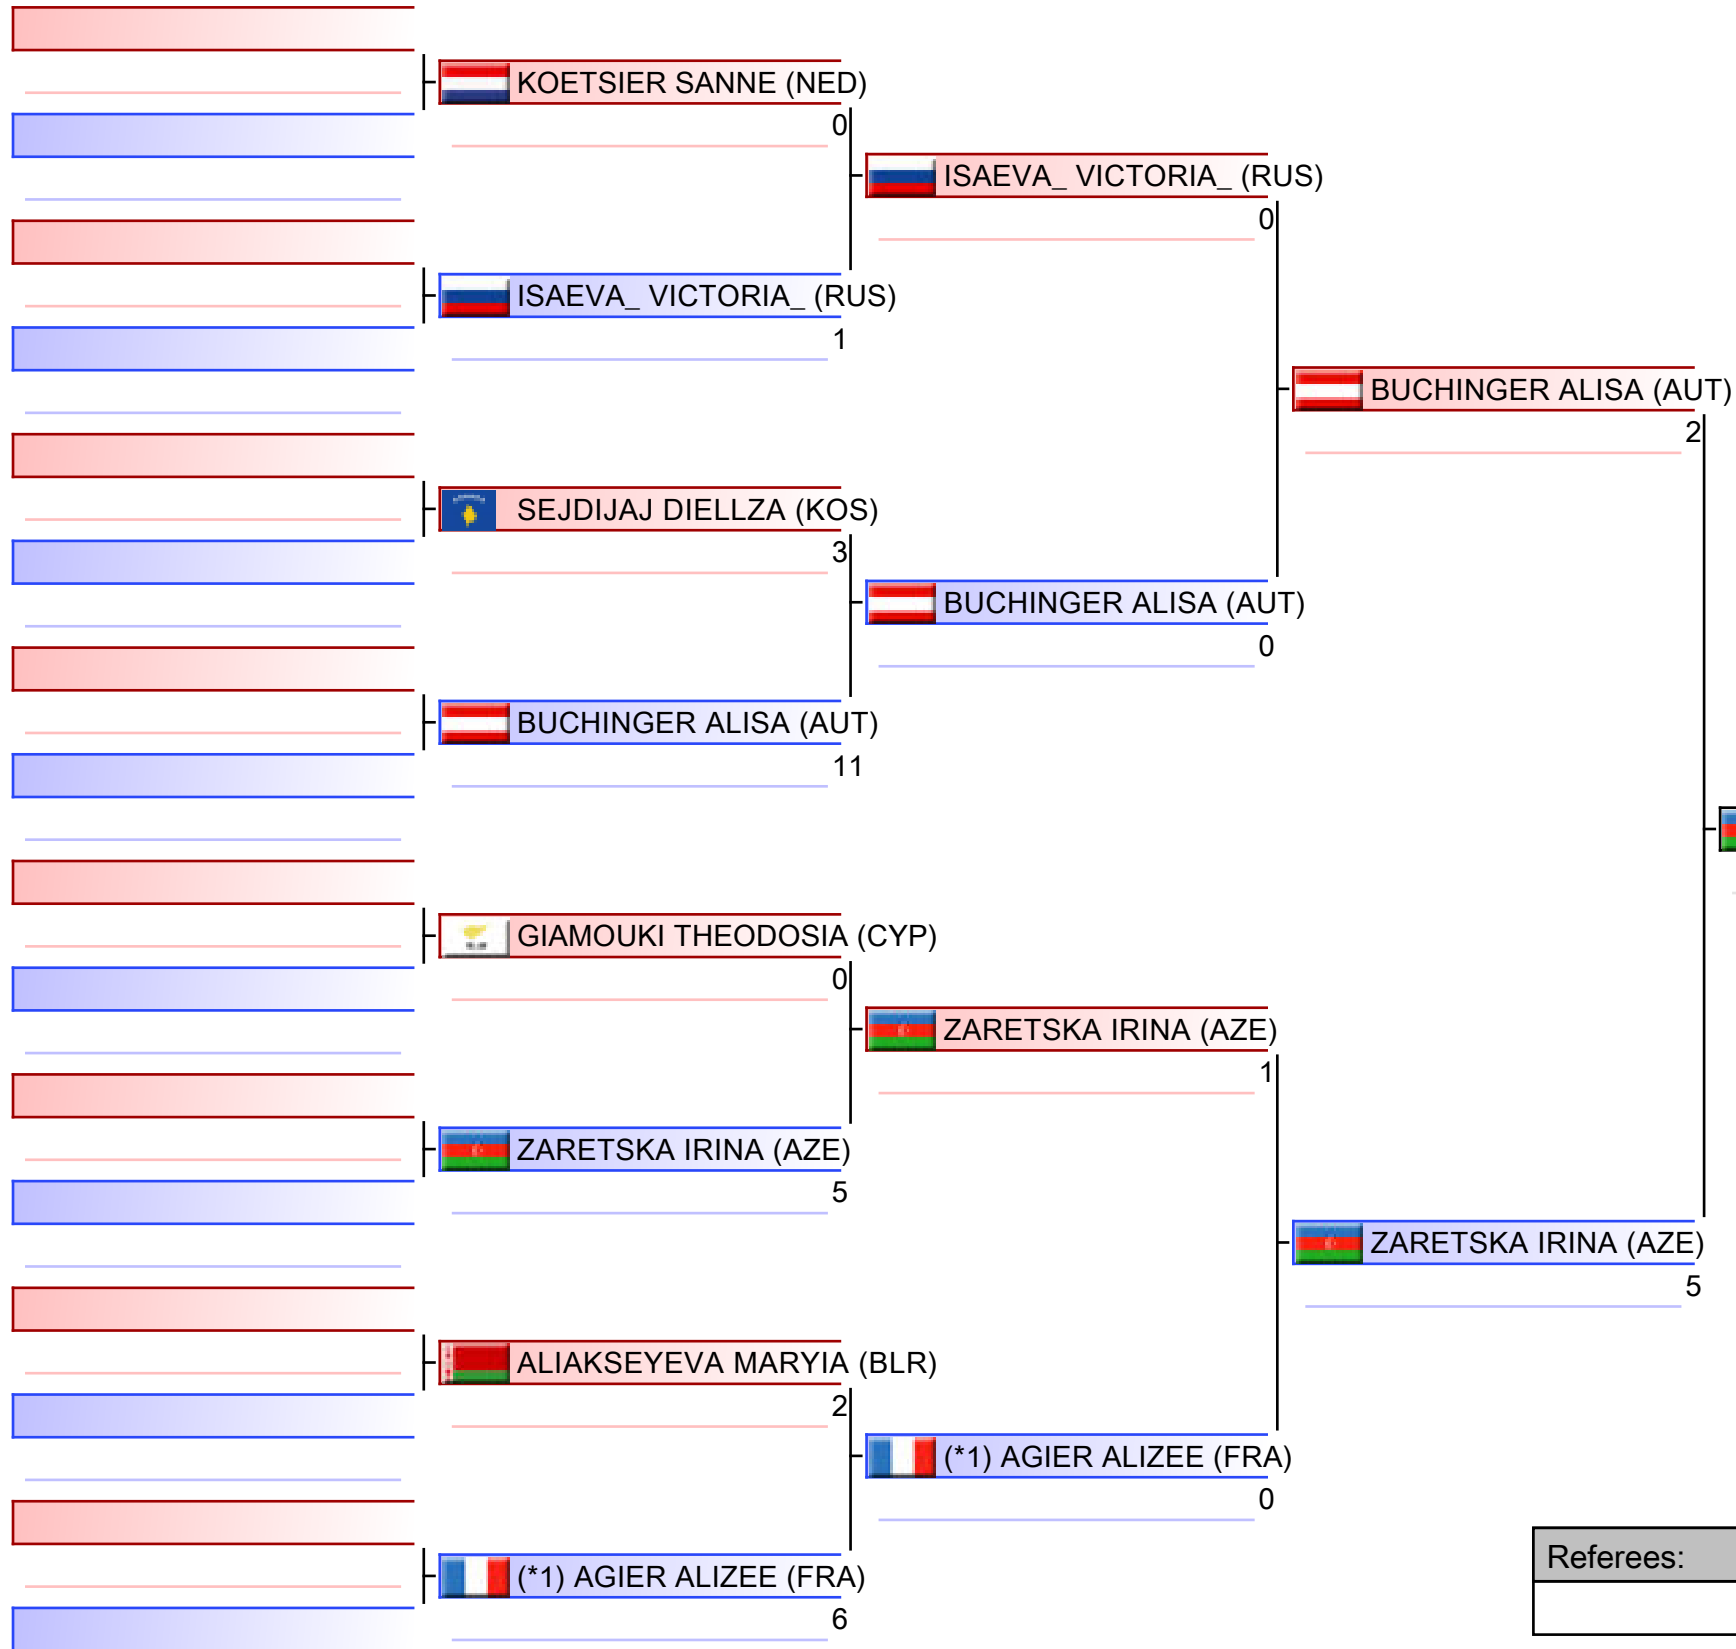 KOETSIER SANNE (NED)
0
ISAEVA_ VICTORIA_ (RUS)
0
ISAEVA_ VICTORIA_ (RUS)
1
BUCHINGER ALISA (AUT)
2
SEJDIJAJ DIELLZA (KOS)
3
BUCHINGER ALISA (AUT)
0
BUCHINGER ALISA (AUT)
11
GIAMOUKI THEODOSIA (CYP)
0
ZARETSKA IRINA (AZE)
1
ZARETSKA IRINA (AZE)
5
ZARETSKA IRINA (AZE)
5
ALIAKSEYEVA MARYIA (BLR)
2
(*1) AGIER ALIZEE (FRA)
0
(*1) AGIER ALIZEE (FRA)
6
Referees: